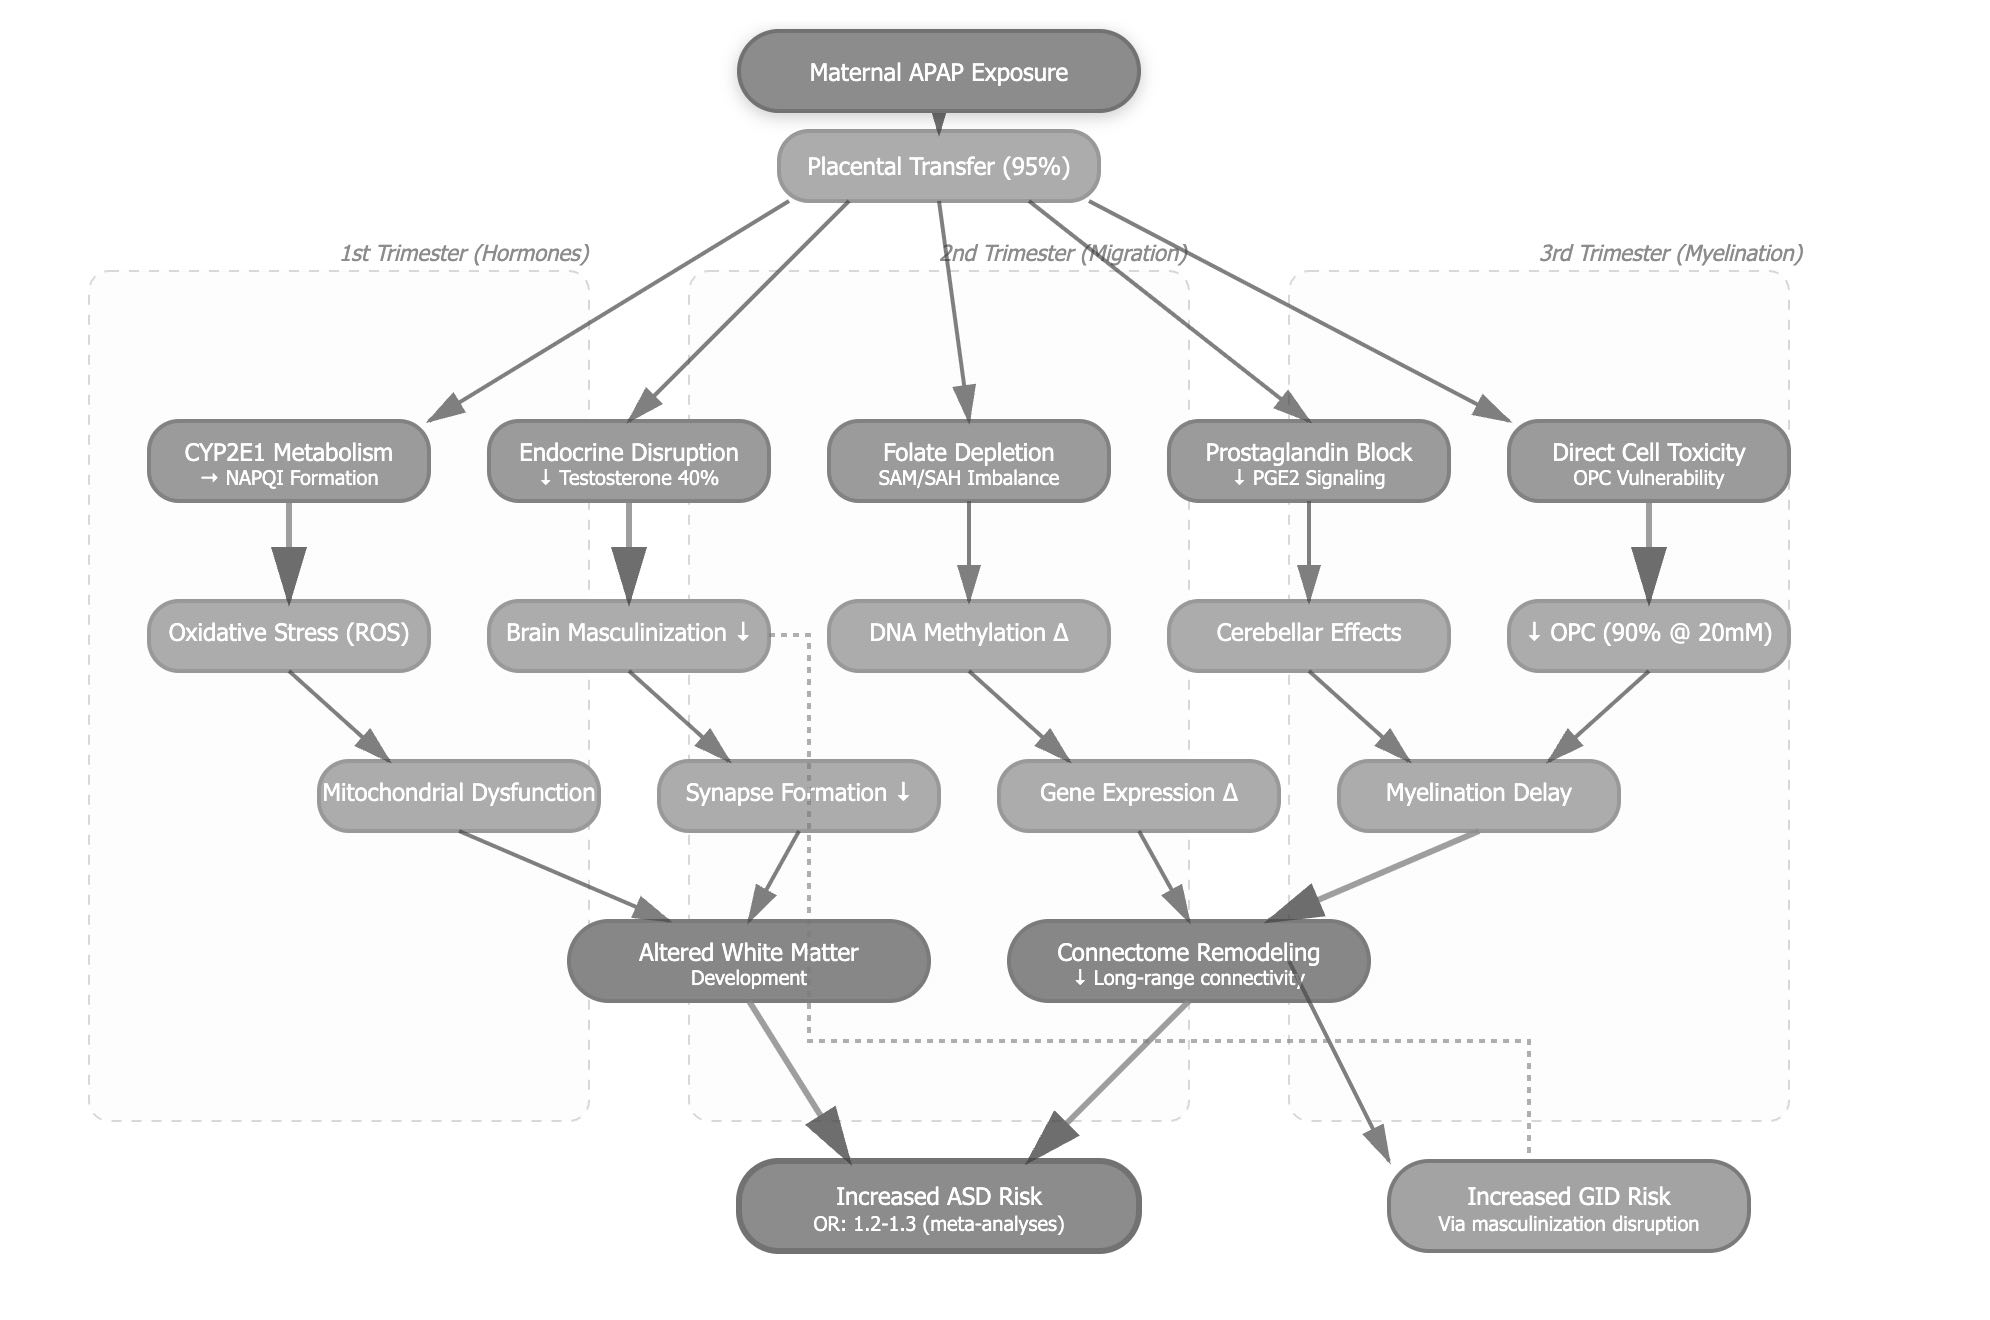 Maternal APAP Exposure
Placental Transfer (95%)
1st Trimester (Hormones)
2nd Trimester (Migration)
3rd Trimester (Myelination)
CYP2E1 Metabolism
→ NAPQI Formation
Endocrine Disruption
↓ Testosterone 40%
Folate Depletion
SAM/SAH Imbalance
Prostaglandin Block
↓ PGE2 Signaling
Direct Cell Toxicity
OPC Vulnerability
Oxidative Stress (ROS)
Brain Masculinization ↓
DNA Methylation Δ
Cerebellar Effects
↓ OPC (90% @ 20mM)
Mitochondrial Dysfunction
Synapse Formation ↓
Gene Expression Δ
Myelination Delay
Altered White Matter
Development
Connectome Remodeling
↓ Long-range connectivity
Increased ASD Risk
OR: 1.2-1.3 (meta-analyses)
Increased GID Risk
Via masculinization disruption